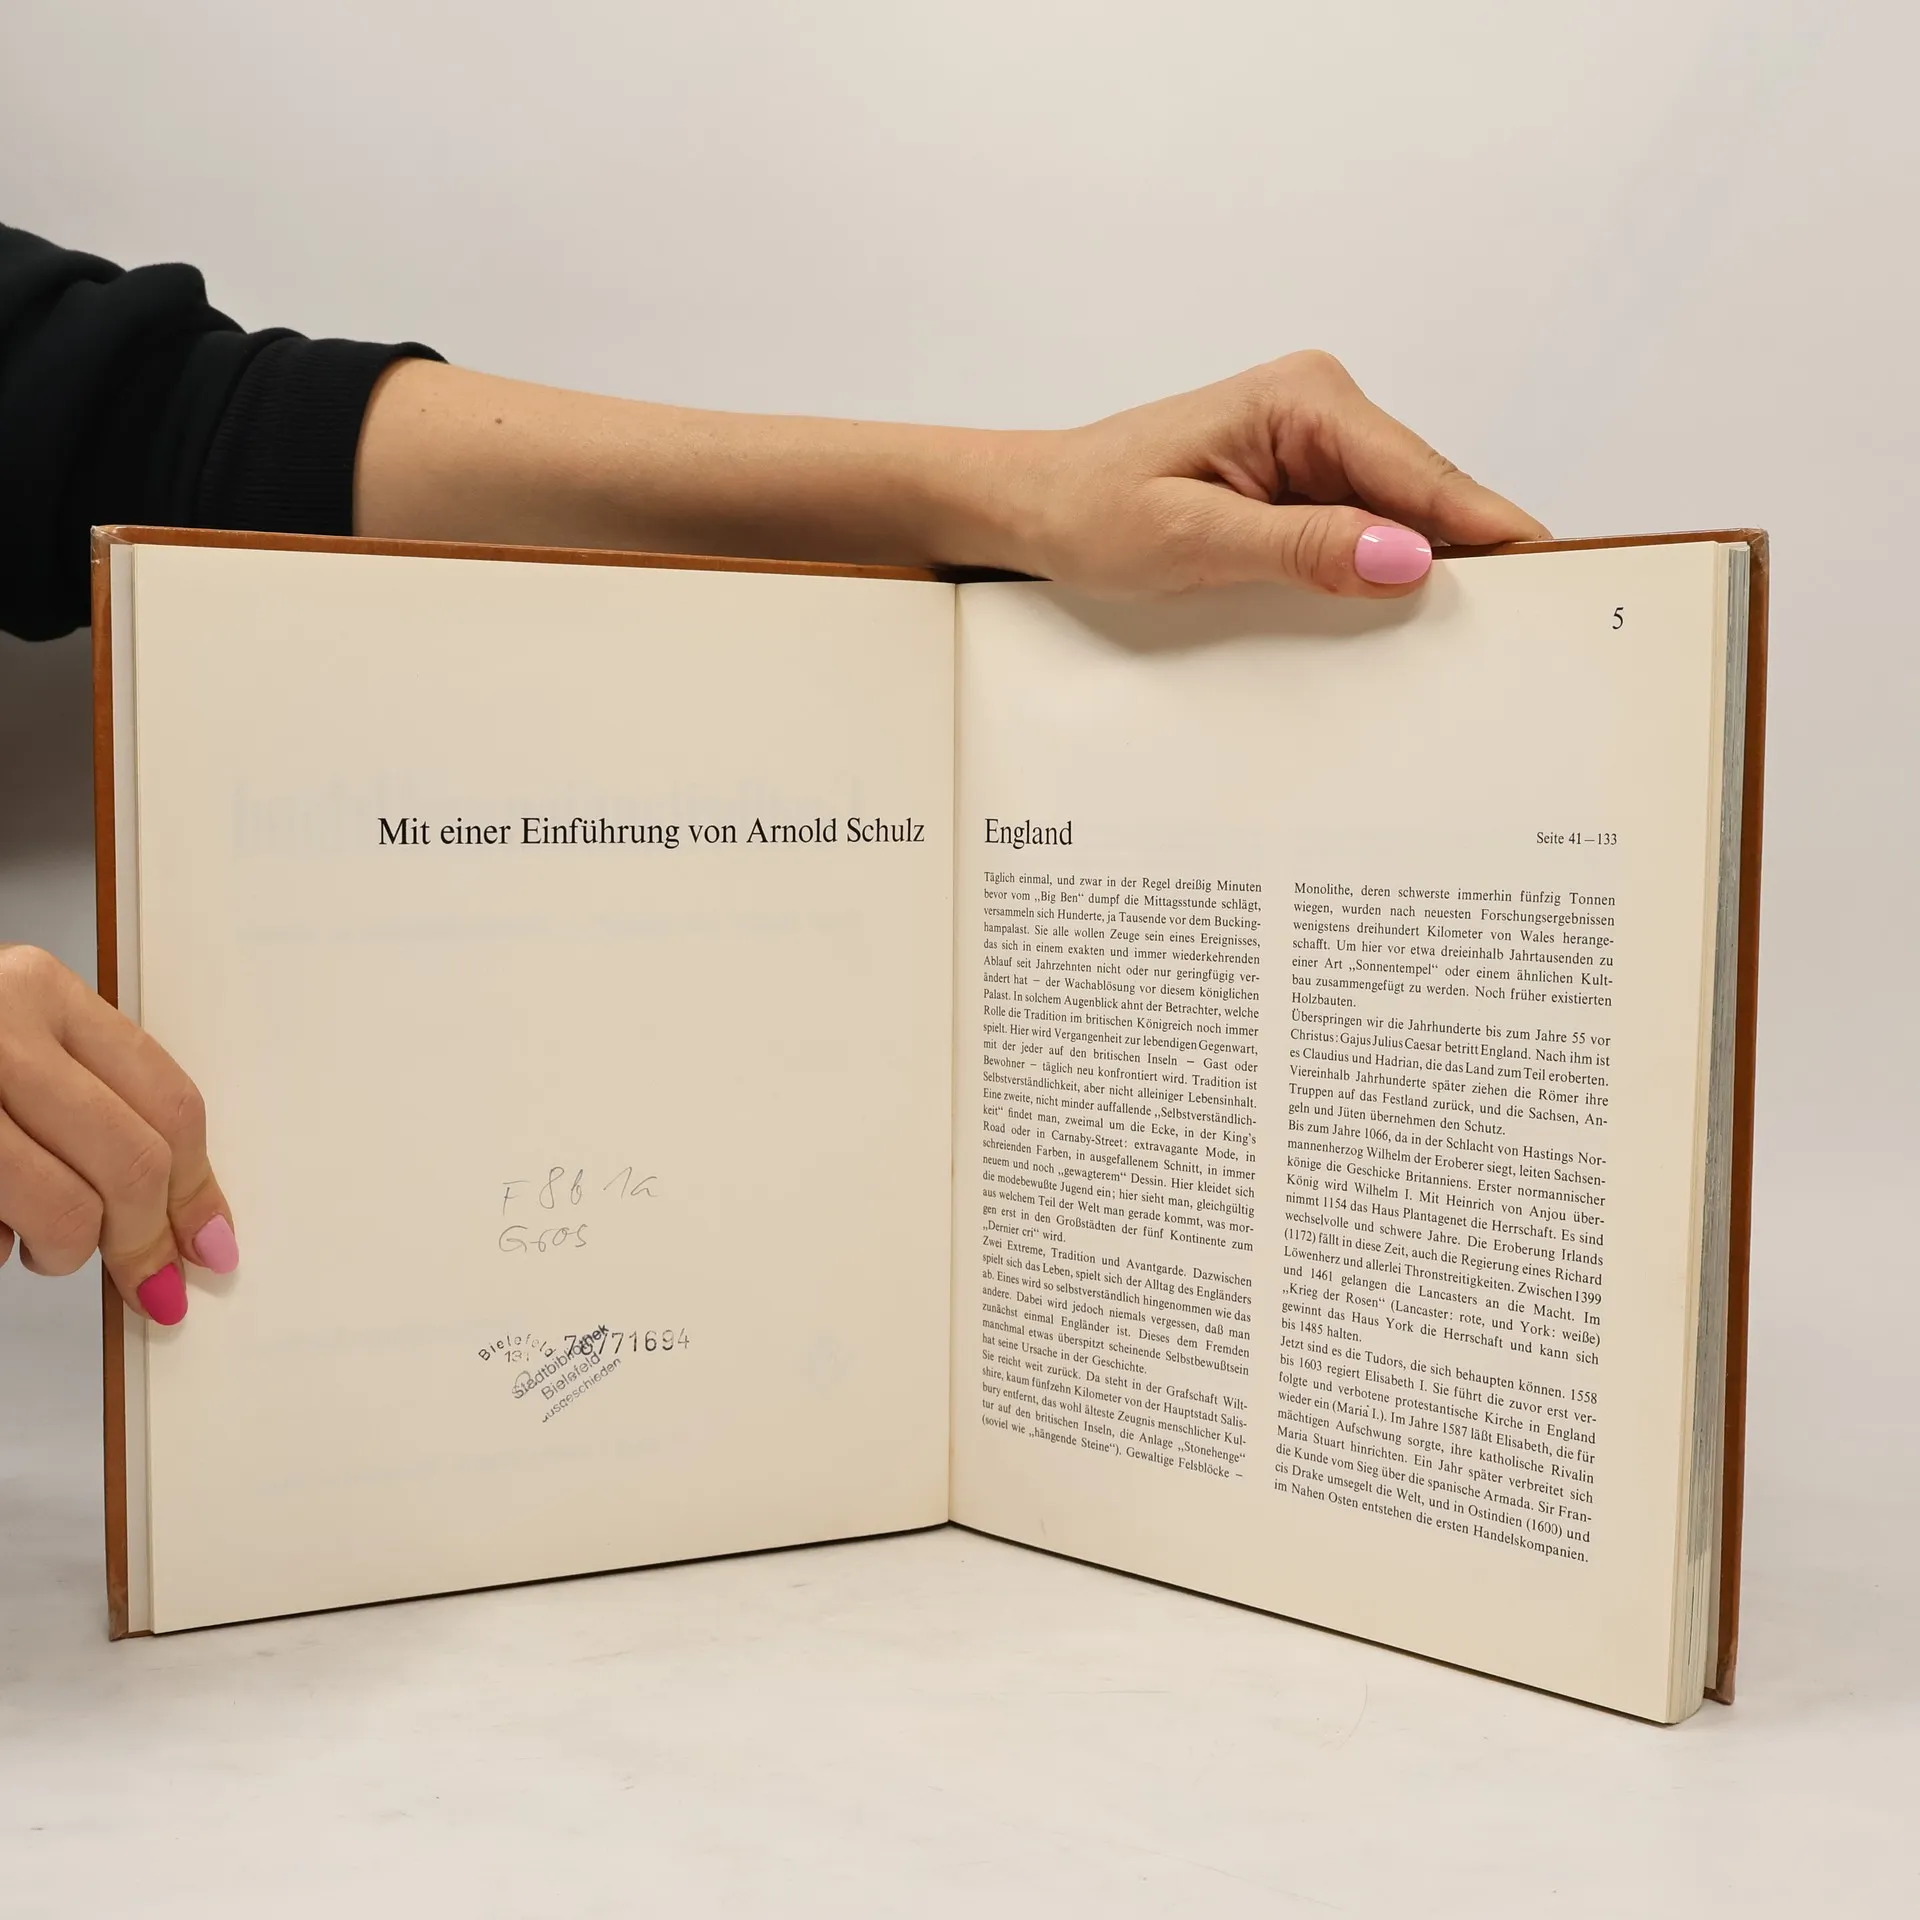 Mit einer Einführung von Arnold Schulz
F 8b 1a
Gros
Bielefeld
71694
Stadtbibliothek
Bielefeld
ausgeschieden
5
England
Seite 41–133
Täglich einmal, und zwar in der Regel dreißig Minuten
bevor vom „Big Ben“ dumpf die Mittagsstunde schlägt,
versammeln sich Hunderte, ja Tausende vor dem Bucking-
hampalast. Sie alle wollen Zeuge sein eines Ereignisses,
das sich in einem exakten und immer wiederkehrenden
Ablauf seit Jahrzehnten nicht oder nur geringfügig ver-
ändert hat – der Wachablösung vor diesem königlichen
Palast. In solchem Augenblick ahnt der Betrachter, welche
Rolle die Tradition im britischen Königreich noch immer
spielt. Hier wird Vergangenheit zur lebendigen Gegenwart,
mit der jeder auf den britischen Inseln – Gast oder
Bewohner – täglich neu konfrontiert wird. Tradition ist
Selbstverständlichkeit, aber nicht alleiniger Lebensinhalt.
Eine zweite, nicht minder auffallende „Selbstverständlich-
keit“ findet man, zweimal um die Ecke, in der King's
Road oder in Carnaby-Street: extravagante Mode, in
schreienden Farben, in ausgefallenem Schnitt, in immer
neuem und noch „gewagterem“ Dessin. Hier kleidet sich
die modebewußte Jugend ein; hier sieht man, gleichgültig
aus welchem Teil der Welt man gerade kommt, was mor-
gen erst in den Großstädten der fünf Kontinente zum
„Dernier cri“ wird.
Zwei Extreme, Tradition und Avantgarde. Dazwischen
spielt sich das Leben, spielt sich der Alltag des Engländers
ab. Eines wird so selbstverständlich hingenommen wie das
andere. Dabei wird jedoch niemals vergessen, daß man
zunächst einmal Engländer ist. Dieses dem Fremden
manchmal etwas überspitzt scheinende Selbstbewußtsein
hat seine Ursache in der Geschichte.
Sie reicht weit zurück. Da steht in der Grafschaft Wilt-
shire, kaum fünfzehn Kilometer von der Hauptstadt Salis-
bury entfernt, das wohl älteste Zeugnis menschlicher Kul-
tur auf den britischen Inseln, die Anlage „Stonehenge“
(soviel wie „hängende Steine“). Gewaltige Felsblöcke –
Monolithe, deren schwerste immerhin fünfzig Tonnen
wiegen, wurden nach neuesten Forschungsergebnissen
wenigstens dreihundert Kilometer von Wales herange-
schafft. Um hier vor etwa dreieinhalb Jahrtausenden zu
einer Art „Sonnentempel“ oder einem ähnlichen Kult-
bau zusammengefügt zu werden. Noch früher existierten
Holzbauten.
Überspringen wir die Jahrhunderte bis zum Jahre 55 vor
Christus: Gajus Julius Caesar betritt England. Nach ihm ist
es Claudius und Hadrian, die das Land zum Teil eroberten.
Viereinhalb Jahrhunderte später ziehen die Römer ihre
Truppen auf das Festland zurück, und die Sachsen, An-
geln und Jüten übernehmen den Schutz.
Bis zum Jahre 1066, da in der Schlacht von Hastings Nor-
mannenherzog Wilhelm der Eroberer siegt, leiten Sachsen-
könige die Geschicke Britanniens. Erster normannischer
König wird Wilhelm I. Mit Heinrich von Anjou über-
nimmt 1154 das Haus Plantagenet die Herrschaft. Es sind
wechselvolle und schwere Jahre. Die Eroberung Irlands
(1172) fällt in diese Zeit, auch die Regierung eines Richard
Löwenherz und allerlei Thronstreitigkeiten. Zwischen 1399
und 1461 gelangen die Lancasters an die Macht. Im
„Krieg der Rosen“ (Lancaster: rote, und York: weiße)
gewinnt das Haus York die Herrschaft und kann sich
bis 1485 halten.
Jetzt sind es die Tudors, die sich behaupten können. 1558
bis 1603 regiert Elisabeth I. Sie führt die zuvor erst ver-
folgte und verbotene protestantische Kirche in England
wieder ein (Maria I.). Im Jahre 1587 läßt Elisabeth, die für
mächtigen Aufschwung sorgte, ihre katholische Rivalin
Maria Stuart hinrichten. Ein Jahr später verbreitet sich
die Kunde vom Sieg über die spanische Armada. Sir Fran-
cis Drake umsegelt die Welt, und in Ostindien (1600) und
im Nahen Osten entstehen die ersten Handelskompanien.